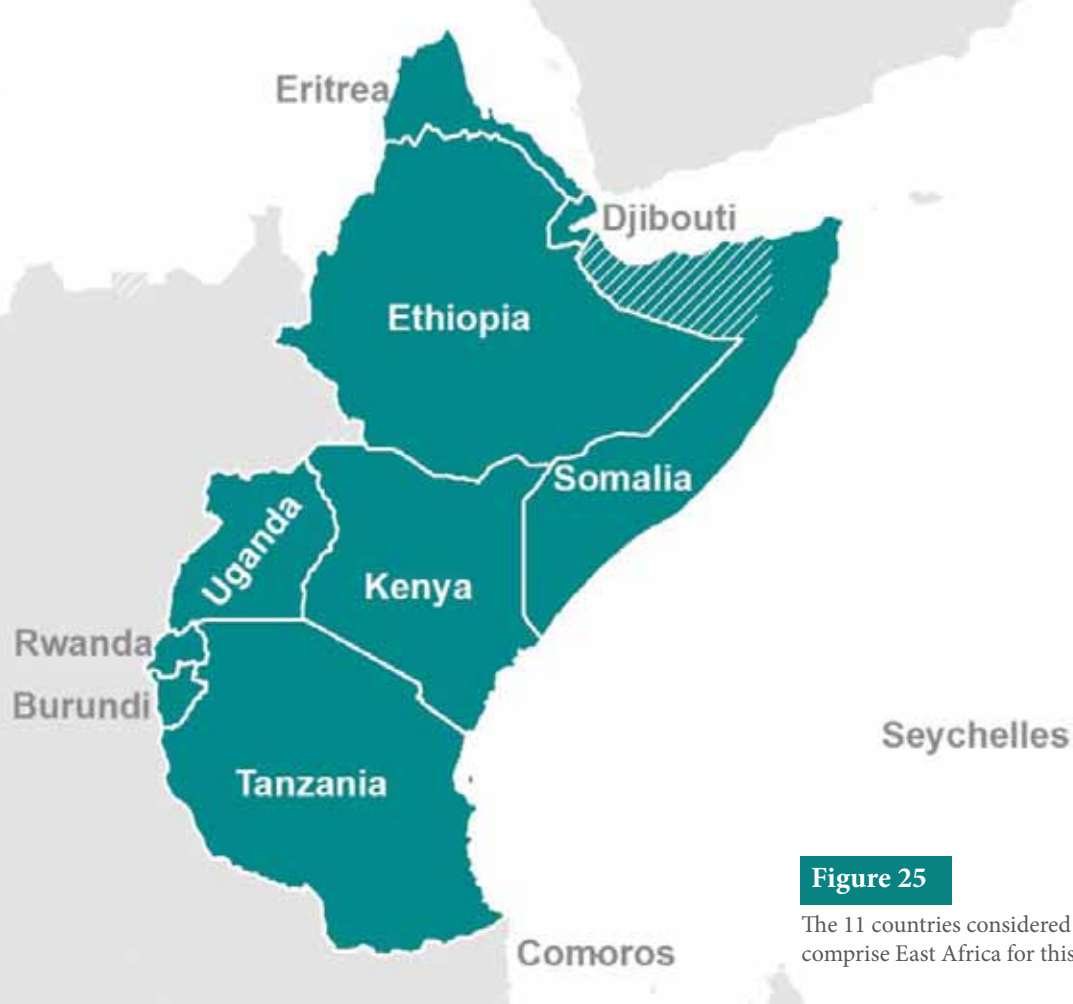 Eritrea
Djibouti
Ethiopia
Somalia
Uganda
Kenya
Rwanda
Burundi
Seychelles
Tanzania
Figure 25
The 11 countries considered
comprise East Africa for this
Comoros